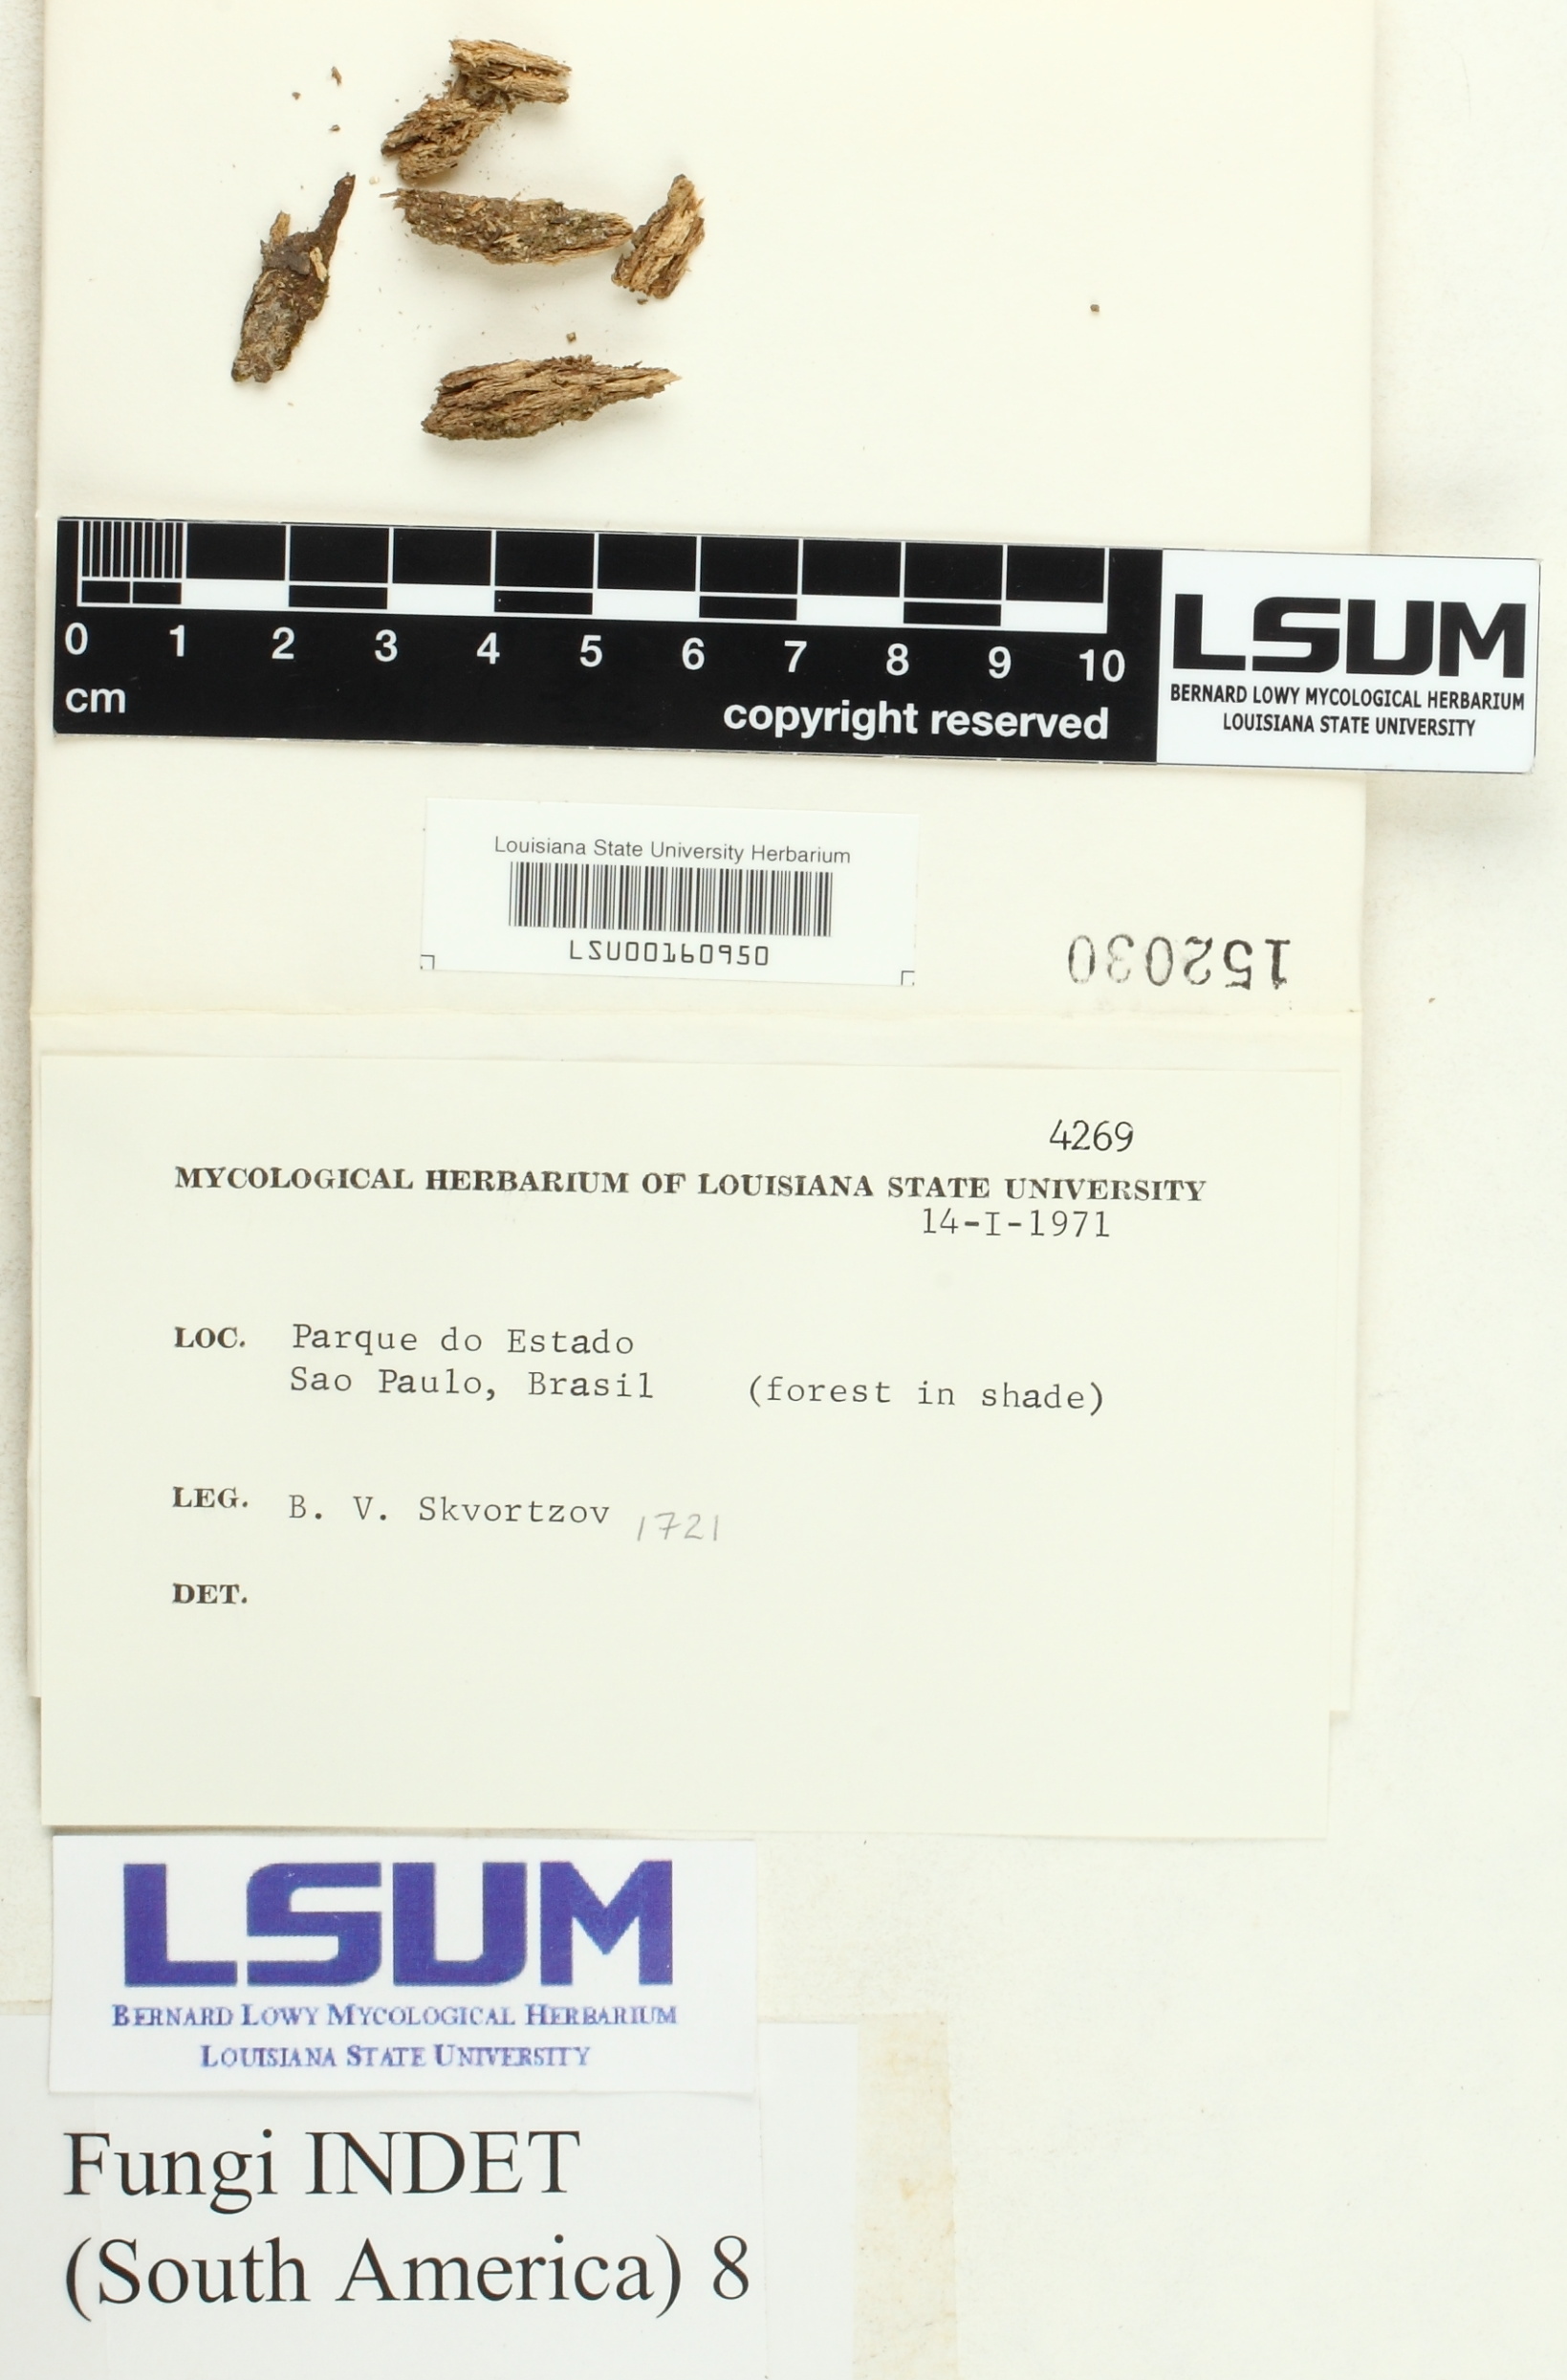 0 1 2 3 4 5 6 7 8 9 10
cm
copyright reserved
LSUM
BERNARD LOWY MYCOLOGICAL HERBARIUM
LOUISIANA STATE UNIVERSITY
Louisiana State University Herbarium
LSU00160950
152030
4269
MYCOLOGICAL HERBARIUM OF LOUISIANA STATE UNIVERSITY
14-I-1971
LOC. Parque do Estado
Sao Paulo, Brasil (forest in shade)
LEG. B. V. Skvortzov 1721
DET.
LSUM
BERNARD LOWY MYCOLOGICAL HERBARIUM
LOUISIANA STATE UNIVERSITY
Fungi INDET
(South America) 8